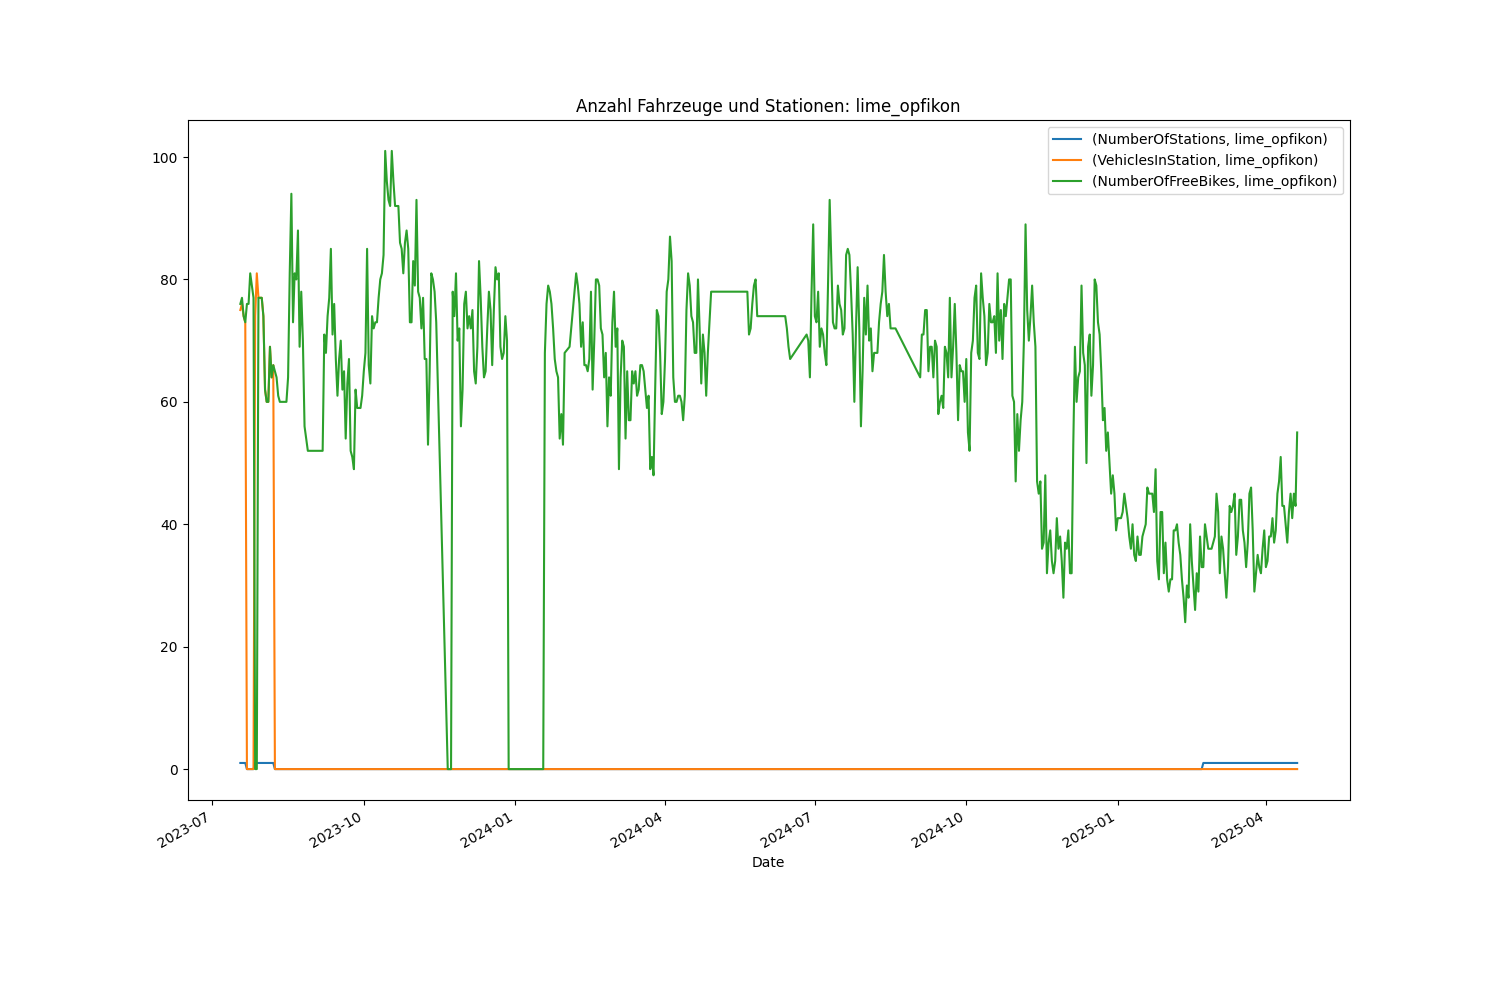 Anzahl Fahrzeuge und Stationen: lime_opfikon
(NumberOfStations, lime_opfikon)
(VehiclesInStation, lime_opfikon)
(NumberOfFreeBikes, lime_opfikon)
100
80
60
40
20
0
2023-07
2023-10
2024-01
2024-04
2024-07
2024-10
2025-01
2025-04
Date